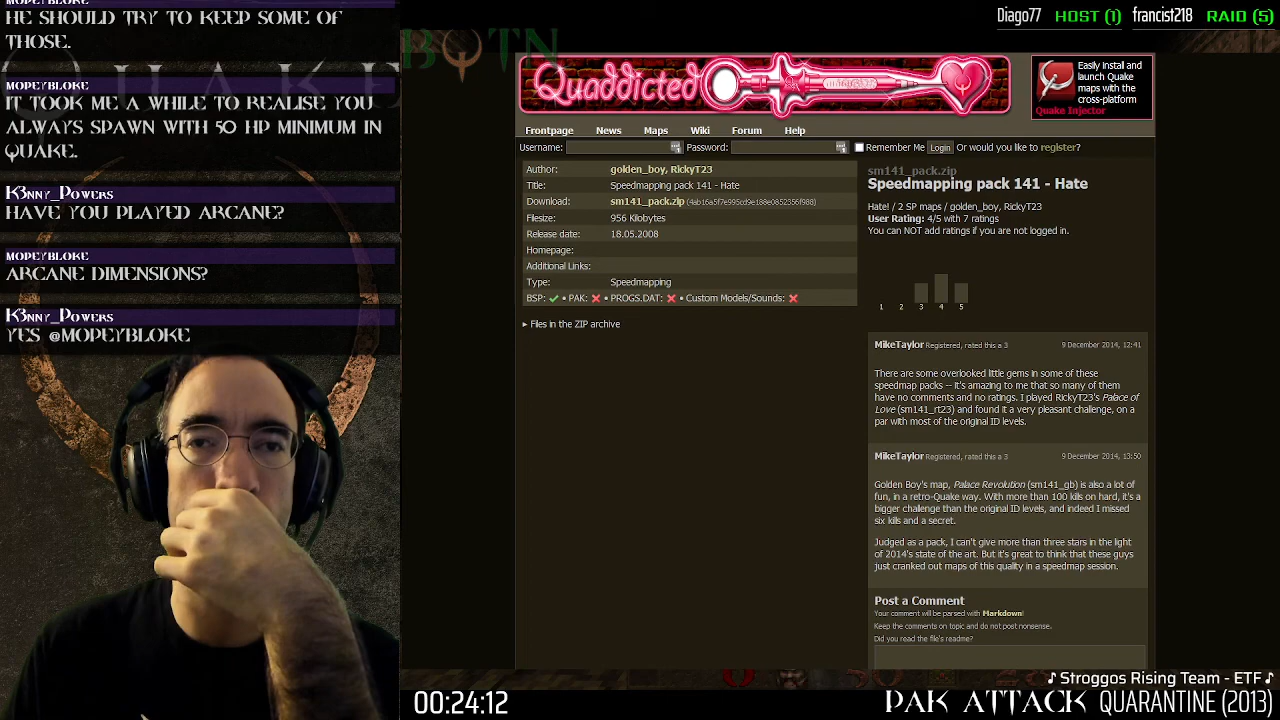 MOPEYBLOKE
HE SHOULD TRY TO KEEP SOME OF
THOSE.
MOPEYBLOKE
IT TOOK ME A WHILE TO REALISE YOU
ALWAYS SPAWN WITH 50 HP MINIMUM IN
QUAKE.
K3NNY_POWERS
HAVE YOU PLAYED ARCANE?
MOPEYBLOKE
ARCANE DIMENSIONS?
K3NNY_POWERS
YES @MOPEYBLOKE
Diago77 HOST (1) francist218 RAID (5)
Quaddicted
Easily install and
launch Quake
maps with the
cross-platform
Quake Injector
Frontpage News Maps Wiki Forum Help
Username: Password: Remember Me Login Or would you like to register?
Author: golden_boy, RickyT23
Title: Speedmapping pack 141 - Hate
Download: sm141_pack.zip (4ab16a5f7e995cd9e188e0852356f988)
Filesize: 956 Kilobytes
Release date: 18.05.2008
Homepage:
Additional Links:
Type: Speedmapping
BSP: ✓ • PAK: ✗ • PROGS.DAT: ✗ • Custom Models/Sounds: ✗
▸ Files in the ZIP archive
sm141_pack.zip
Speedmapping pack 141 - Hate
Hate! / 2 SP maps / golden_boy, RickyT23
User Rating: 4/5 with 7 ratings
You can NOT add ratings if you are not logged in.
1 2 3 4 5
MikeTaylor Registered, rated this a 3 9 December 2014, 12:41
There are some overlooked little gems in some of these
speedmap packs -- it's amazing to me that so many of them
have no comments and no ratings. I played RickyT23's Palace of
Love (sm141_rt23) and found it a very pleasant challenge, on a
par with most of the original ID levels.
MikeTaylor Registered, rated this a 3 9 December 2014, 13:50
Golden Boy's map, Palace Revolution (sm141_gb) is also a lot of
fun, in a retro-Quake way. With more than 100 kils on hard, it's a
bigger challenge than the original ID levels, and indeed I missed
six kils and a secret.
Judged as a pack, I can't give more than three stars in the light
of 2014's state of the art. But it's great to think that these guys
just cranked out maps of this quality in a speedmap session.
Post a Comment
Your comment will be parsed with Markdown!
Keep the comments on topic and do not post nonsense.
Did you read the file's readme?
♪ Stroggos Rising Team - ETF ♪
00:24:12 PAK ATTACK QUARANTINE (2013)